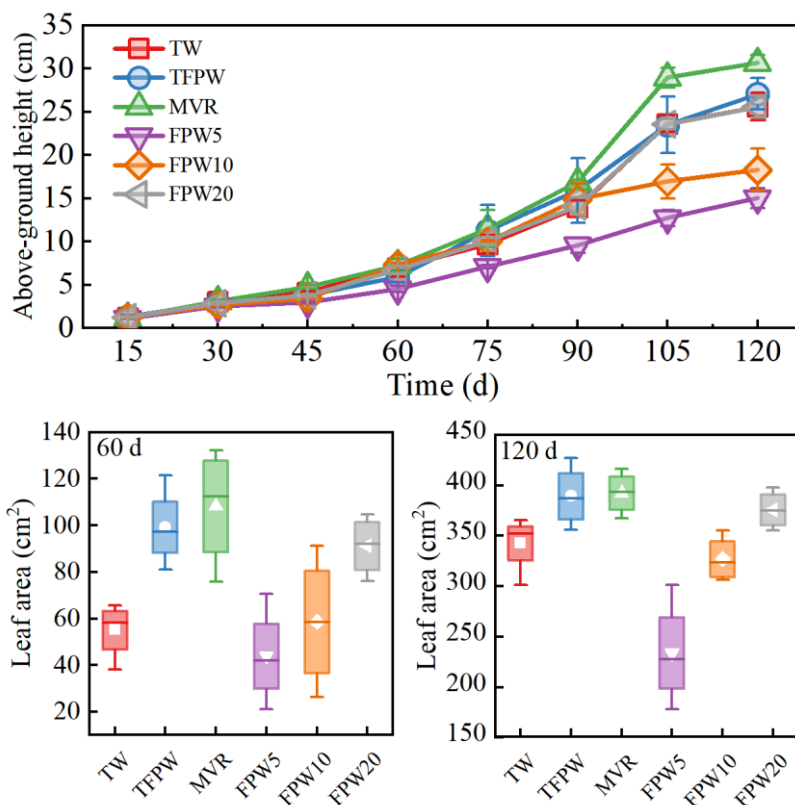 Above-ground height (cm)
35
30
25
20
15
10
5
0
TW
TFPW
MVR
FPW5
FPW10
FPW20
15 30 45 60 75 90 105 120
Time (d)
Leaf area (cm²)
140
120
100
80
60
40
20
60 d
TW TFPW MVR FPW5 FPW10 FPW20
Leaf area (cm²)
450
400
350
300
250
200
150
120 d
TW TFPW MVR FPW5 FPW10 FPW20